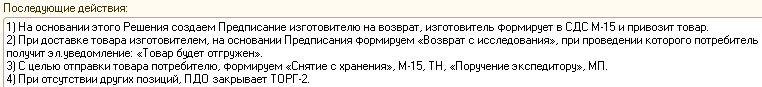 Последующие действия:
1) На основании этого Решения создаем Предписание изготовителю на возврат, изготовитель формирует в СДС М-15 и привозит товар.
2) При доставке товара изготовителем, на основании Предписания формируем «Возврат с исследования», при проведении которого потребитель
получит эл.уведомление: «Товар будет отгружен».
3) С целью отправки товара потребителю, формируем «Снятие с хранения», М-15, ТН, «Поручение экспедитору», МП.
4) При отсутствии других позиций, ПДО закрывает ТОРГ-2.